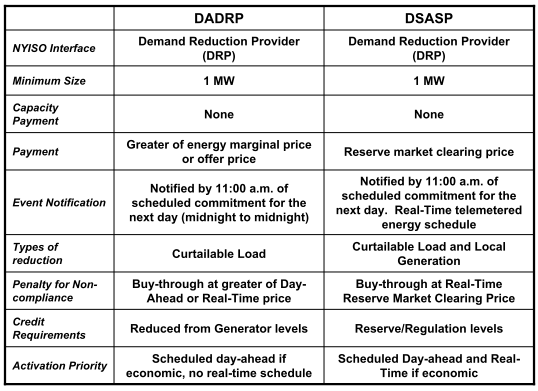 DADRP DSASP
NYISO Interface Demand Reduction Provider Demand Reduction Provider
(DRP) (DRP)
Minimum Size 1 MW 1 MW
Capacity
Payment None None
Payment Greater of energy marginal price
or offer price Reserve market clearing price
Event Notification Notified by 11:00 a.m. of
scheduled commitment for the
next day (midnight to midnight)
Notified by 11:00 a.m. of
scheduled commitment for the
next day. Real-Time telemetered
energy schedule
Types of
reduction Curtailable Load Curtailable Load and Local
Generation
Penalty for Non-
compliance
Buy-through at greater of Day-
Ahead or Real-Time price
Buy-through at Real-Time
Reserve Market Clearing Price
Credit
Requirements Reduced from Generator levels Reserve/Regulation levels
Activation Priority Scheduled day-ahead if
economic, no real-time schedule
Scheduled Day-ahead and Real-
Time if economic